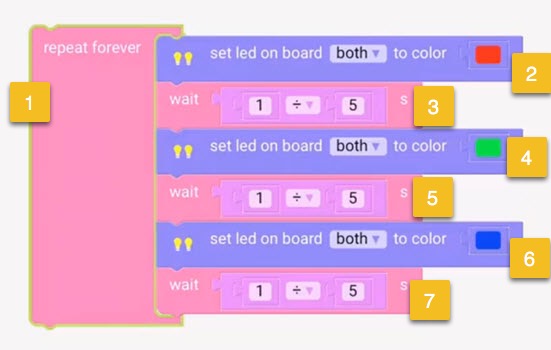 repeat forever
1
set led on board both ▾ to color
2
wait 1 ÷ ▾ 5 s
3
set led on board both ▾ to color
4
wait 1 ÷ ▾ 5 s
5
set led on board both ▾ to color
6
wait 1 ÷ ▾ 5 s
7